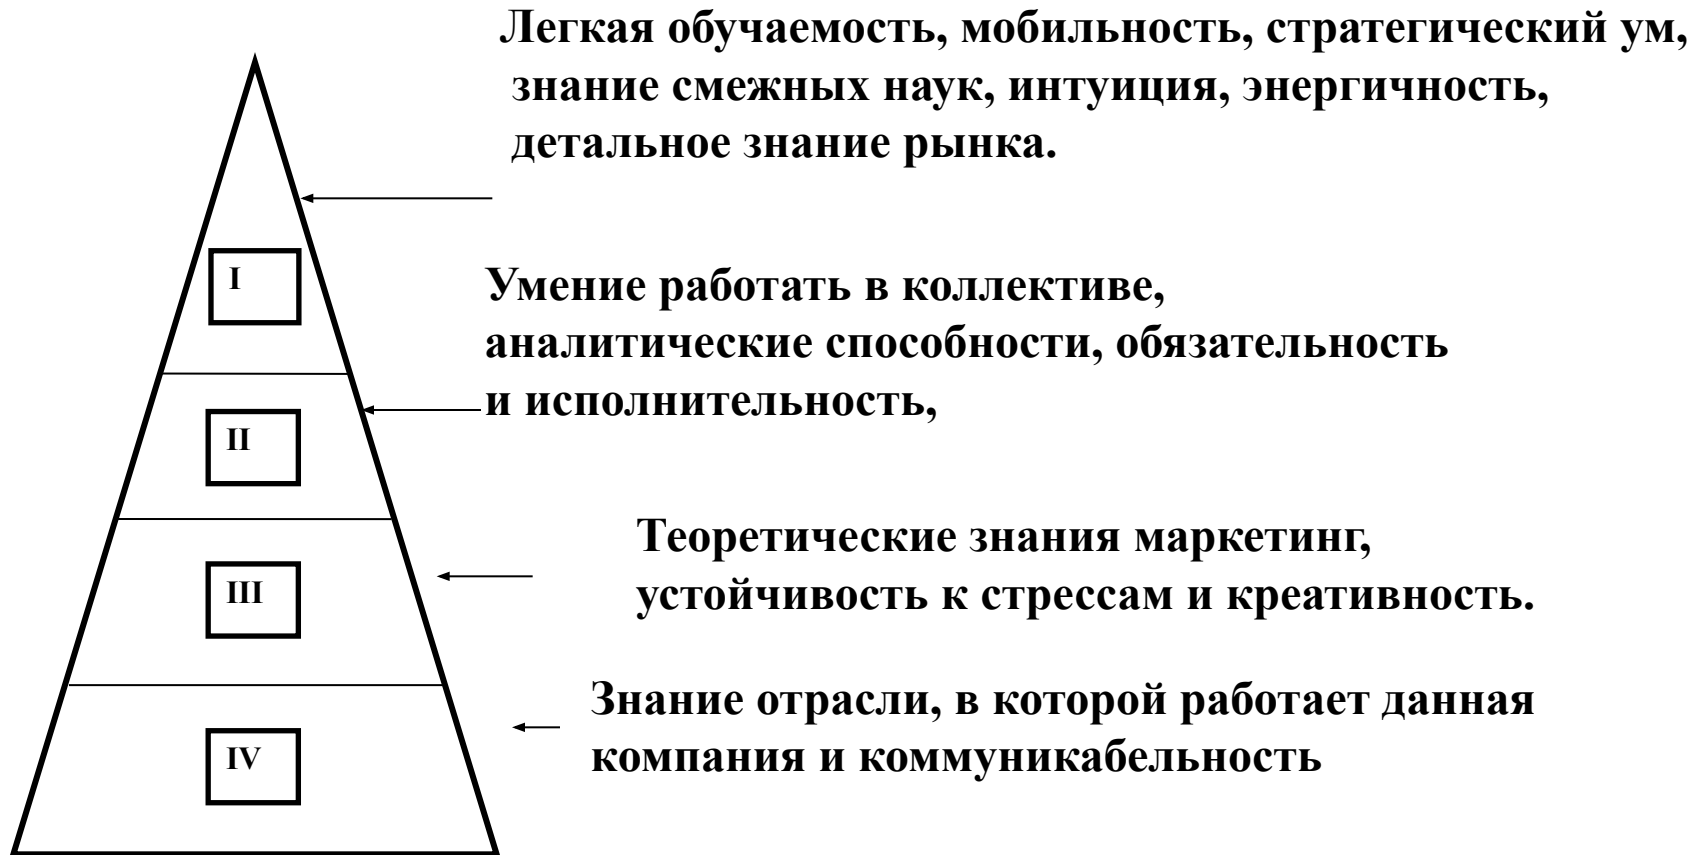 Легкая обучаемость, мобильность, стратегический ум,
знание смежных наук, интуиция, энергичность,
детальное знание рынка.
I
Умение работать в коллективе,
аналитические способности, обязательность
и исполнительность,
II
Теоретические знания маркетинг,
устойчивость к стрессам и креативность.
III
Знание отрасли, в которой работает данная
компания и коммуникабельность
IV